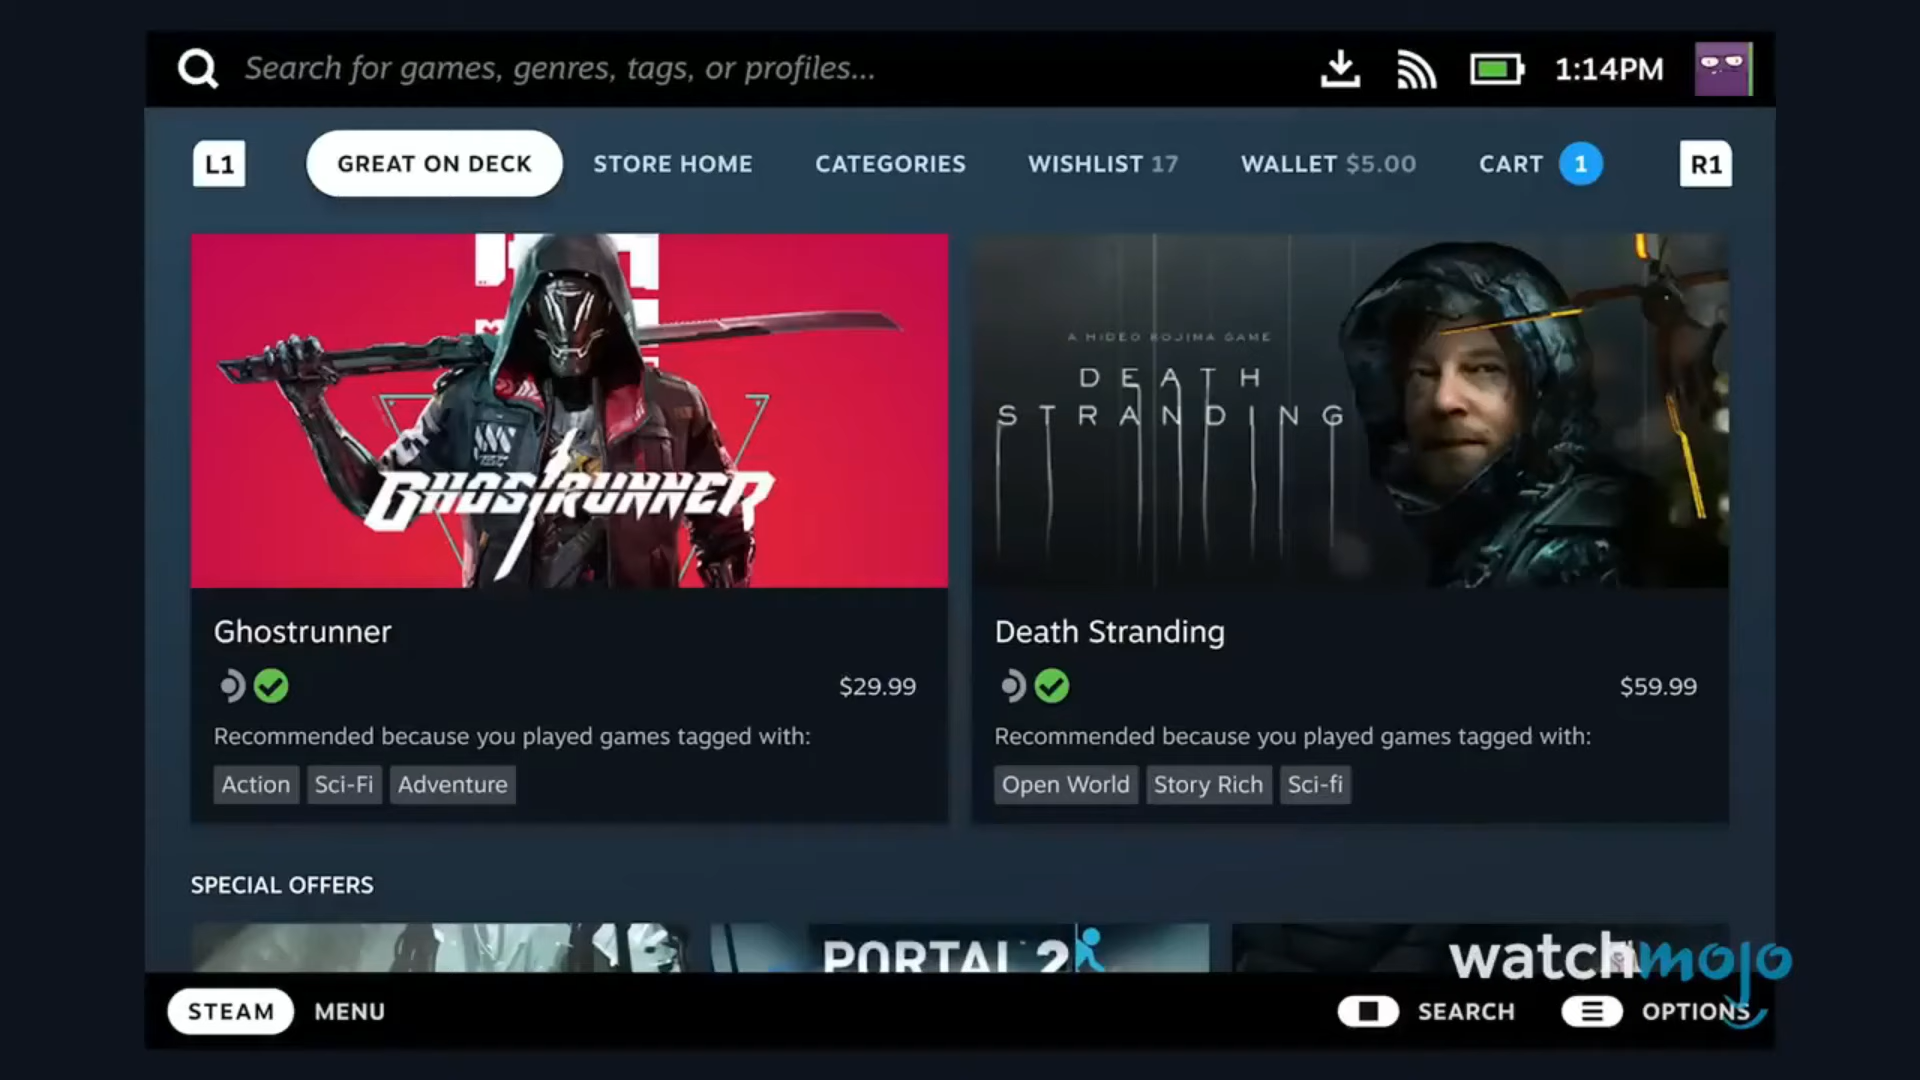 Search for games, genres, tags, or profiles...
1:14PM
L1
GREAT ON DECK
STORE HOME
CATEGORIES
WISHLIST 17
WALLET $5.00
CART 1
R1
GHOSTRUNNER
A HIDEO KOJIMA GAME
DEATH
STRANDING
Ghostrunner
$29.99
Recommended because you played games tagged with:
Action
Sci-Fi
Adventure
Death Stranding
$59.99
Recommended because you played games tagged with:
Open World
Story Rich
Sci-fi
SPECIAL OFFERS
PORTAL 2
watchmojo
STEAM
MENU
SEARCH
OPTIONS